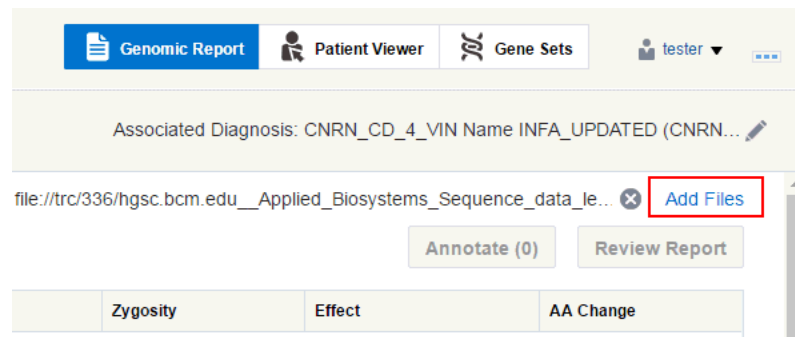 Genomic Report Patient Viewer Gene Sets tester
Associated Diagnosis: CNRN_CD_4_VIN Name INFA_UPDATED (CNRN...
file://trc/336/hgsc.bcm.edu__Applied_Biosystems_Sequence_data_le... Add Files
Annotate (0) Review Report
Zygosity Effect AA Change